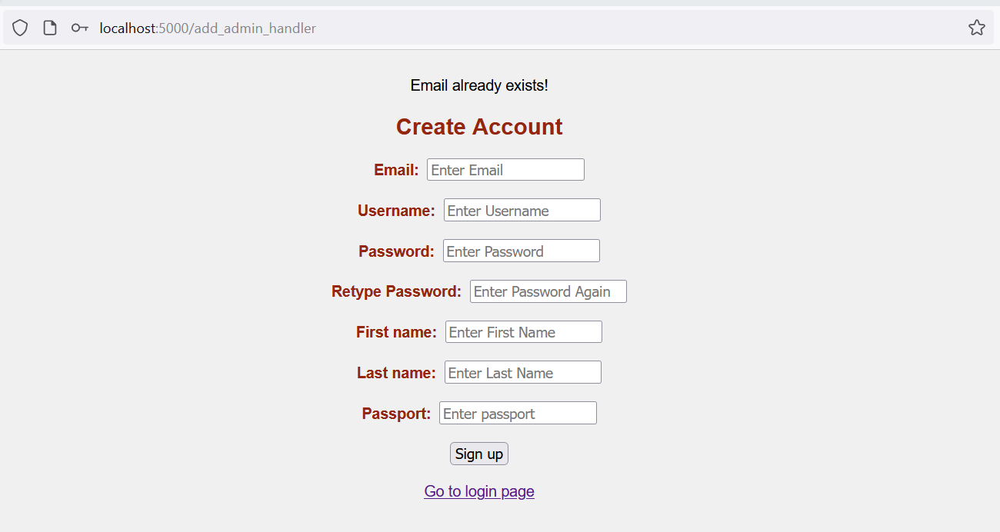 localhost:5000/add_admin_handler
Email already exists!
Create Account
Email: Enter Email
Username: Enter Username
Password: Enter Password
Retype Password: Enter Password Again
First name: Enter First Name
Last name: Enter Last Name
Passport: Enter passport
Sign up
Go to login page